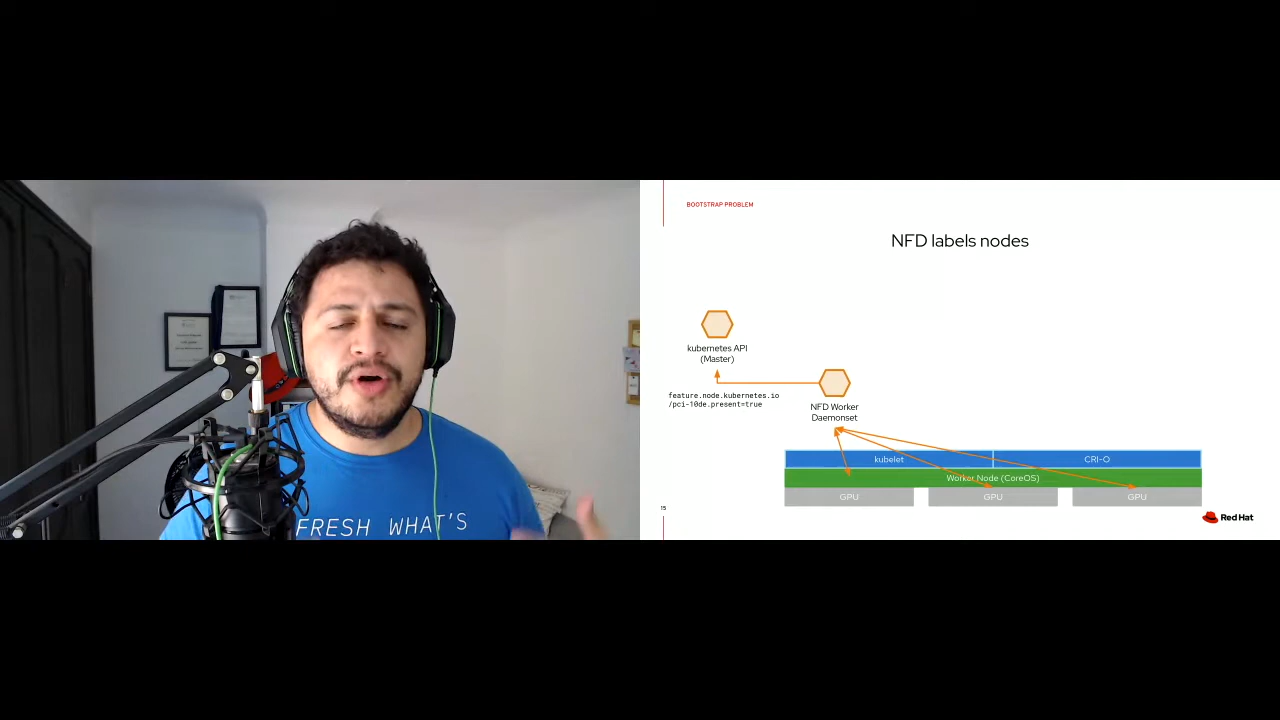 BOOTSTRAP PROBLEM
NFD labels nodes
kubernetes API
(Master)
feature.node.kubernetes.io
/pci-10de.present=true
NFD Worker
Daemonset
kubelet
CRI-O
Worker Node (CoreOS)
GPU
GPU
GPU
15
Red Hat
FRESH WHAT'S